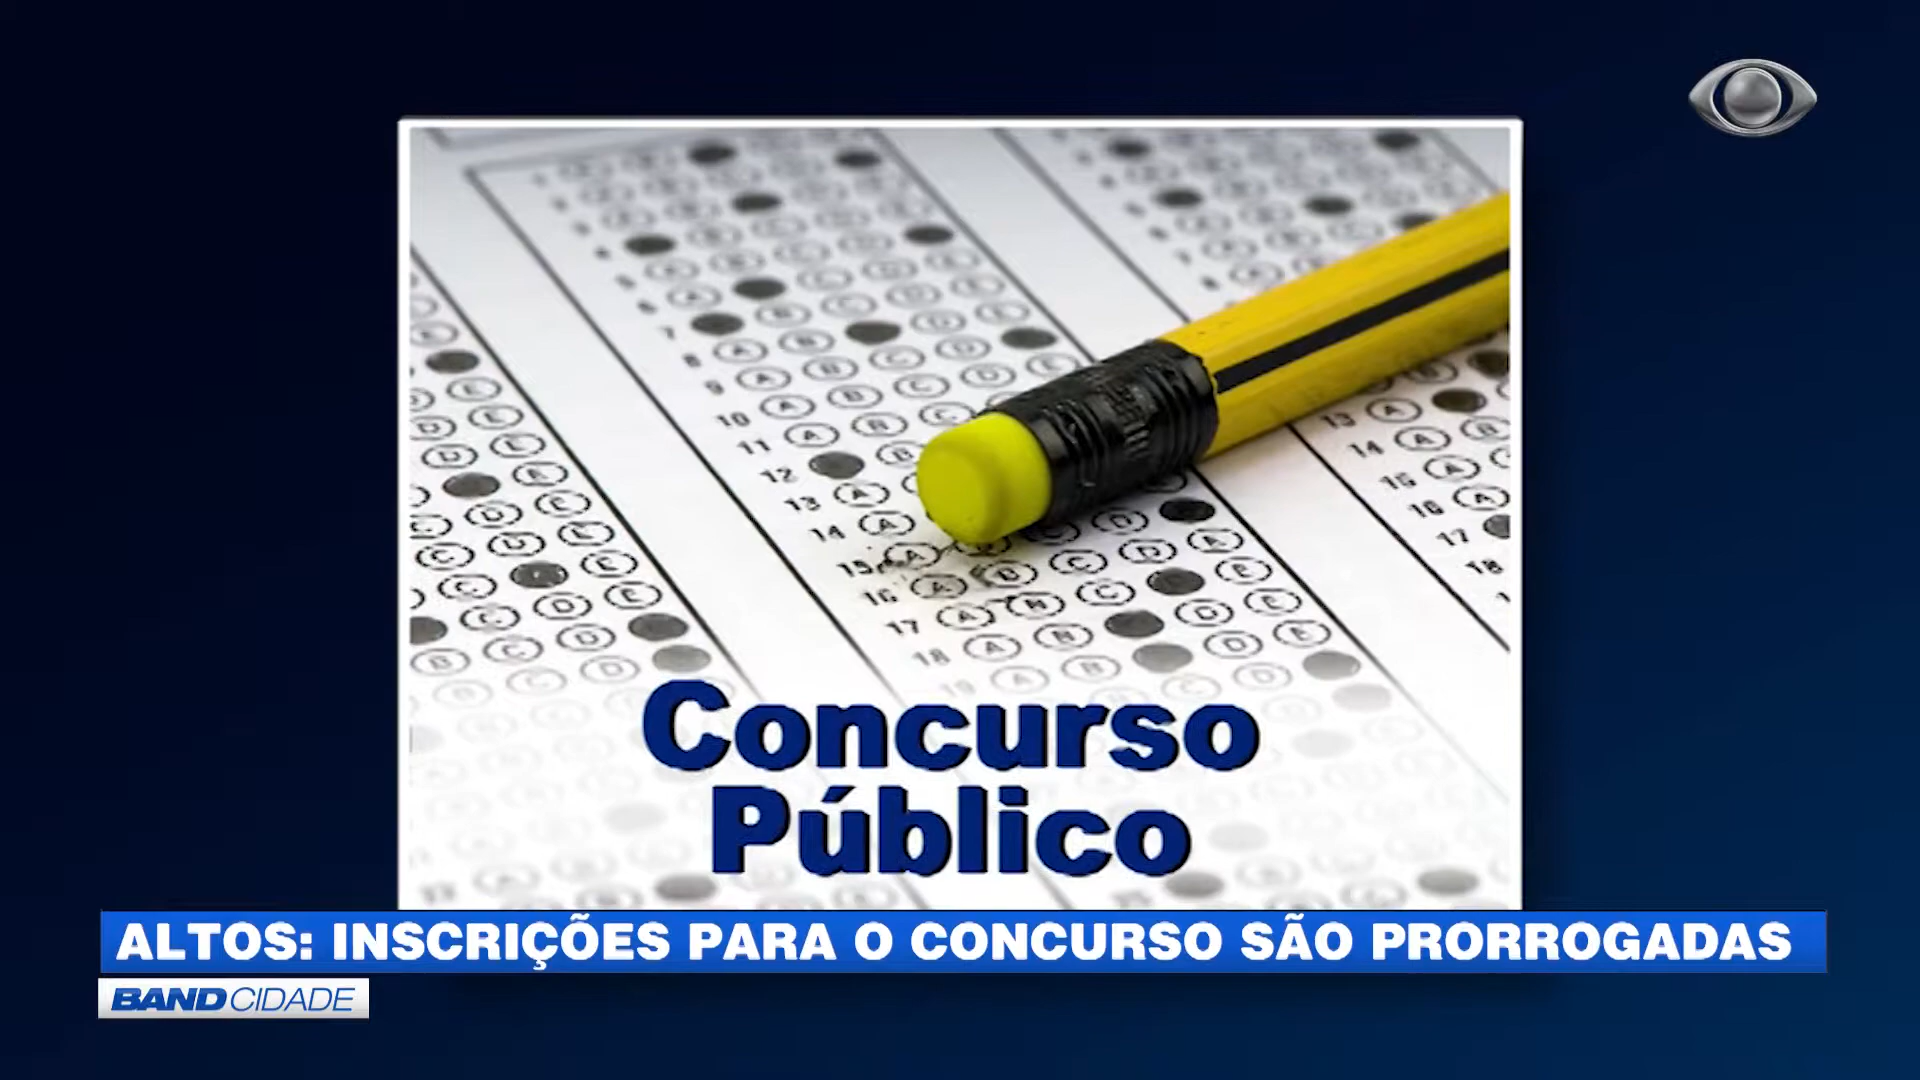 Concurso
Público
ALTOS: INSCRIÇÕES PARA O CONCURSO SÃO PRORROGADAS
BAND CIDADE